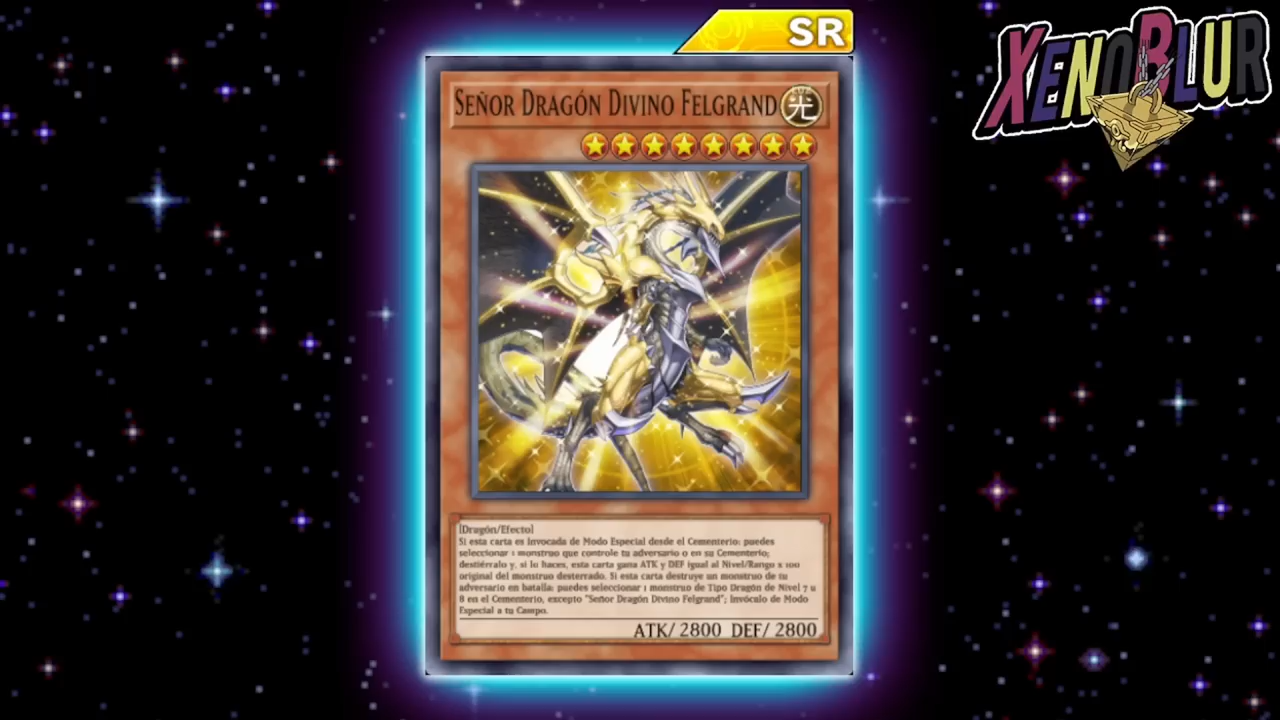 SR
XENOBLUR
SEÑOR DRAGÓN DIVINO FELGRAND
LUZ
光
[Dragón/Efecto]
Si esta carta es Invocada de Modo Especial desde el Cementerio: puedes
seleccionar 1 monstruo que controle tu adversario o en su Cementerio;
destiérralo y, si lo haces, esta carta gana ATK y DEF igual al Nivel/Rango x 100
original del monstruo desterrado. Si esta carta destruye un monstruo de tu
adversario en batalla: puedes seleccionar 1 monstruo de Tipo Dragón de Nivel 7 u
8 en el Cementerio, excepto "Señor Dragón Divino Felgrand"; Invócalo de Modo
Especial a tu Campo.
ATK/ 2800 DEF/ 2800